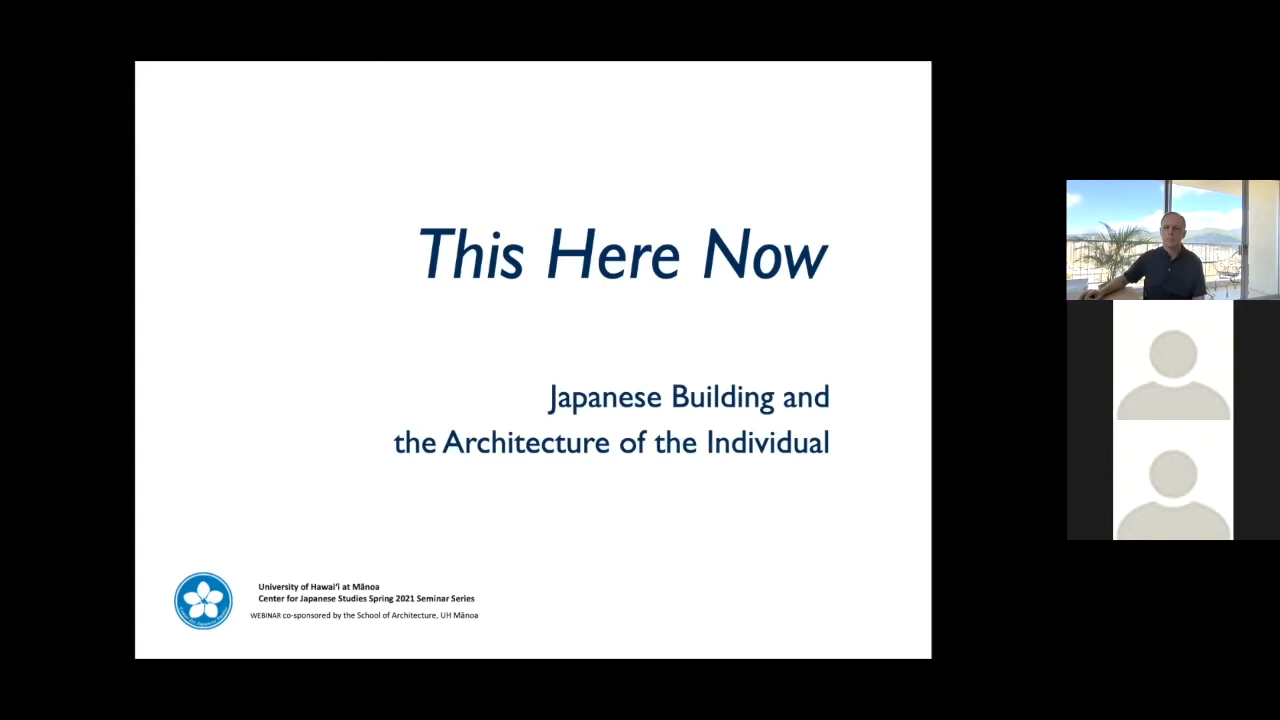 This Here Now
Japanese Building and
the Architecture of the Individual
University of Hawaiʻi at Mānoa
Center for Japanese Studies Spring 2021 Seminar Series
WEBINAR co-sponsored by the School of Architecture, UH Mānoa